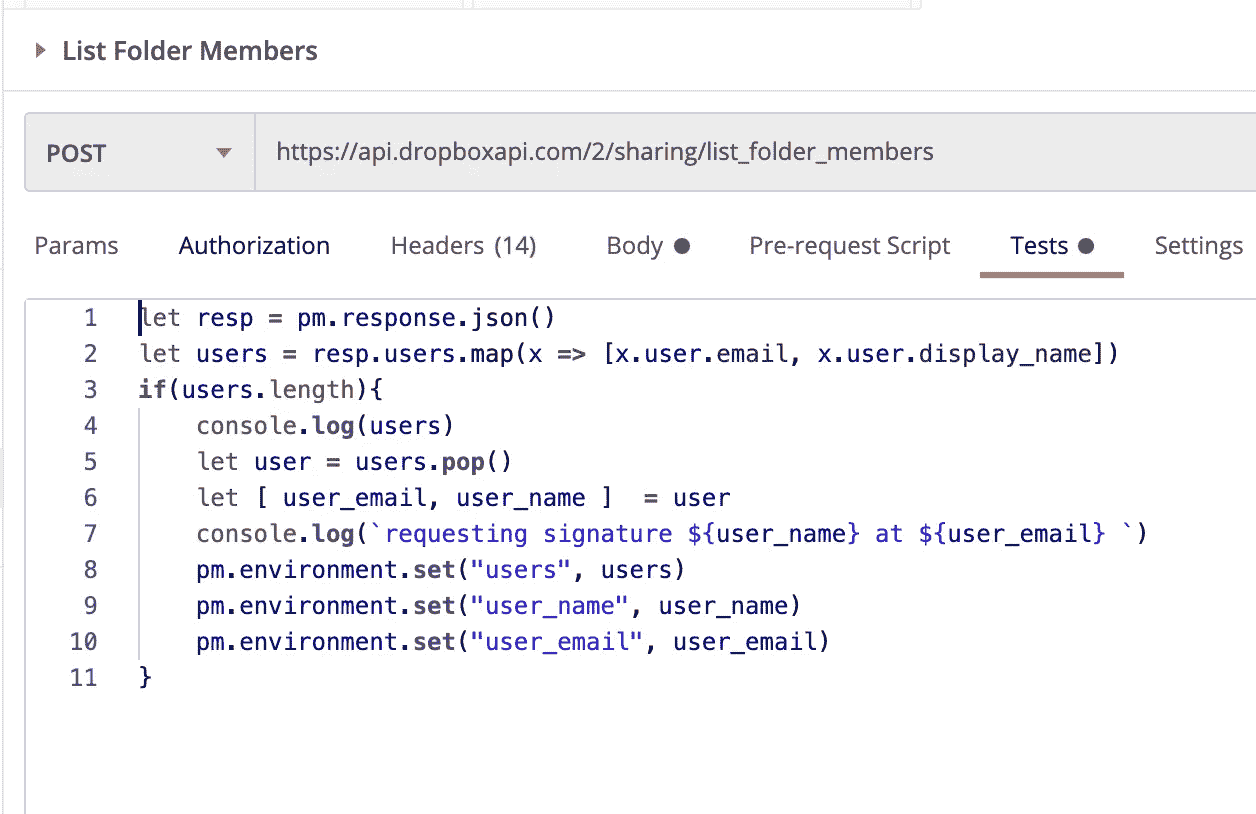 List Folder Members
POST https://api.dropboxapi.com/2/sharing/list_folder_members
Params Authorization Headers (14) Body Pre-request Script Tests Settings
1 let resp = pm.response.json()
2 let users = resp.users.map(x => [x.user.email, x.user.display_name])
3 if(users.length){
4     console.log(users)
5     let user = users.pop()
6     let [ user_email, user_name ]  = user
7     console.log(`requesting signature ${user_name} at ${user_email} `)
8     pm.environment.set("users", users)
9     pm.environment.set("user_name", user_name)
10     pm.environment.set("user_email", user_email)
11 }